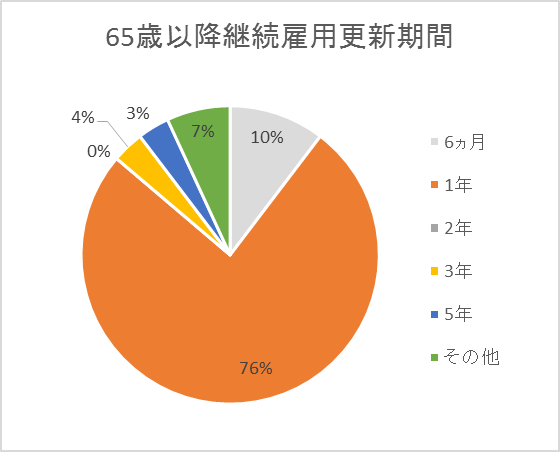 65歳以降継続雇用更新期間
4%
3%
7%
10%
0%
76%
6ヵ月
1年
2年
3年
5年
その他